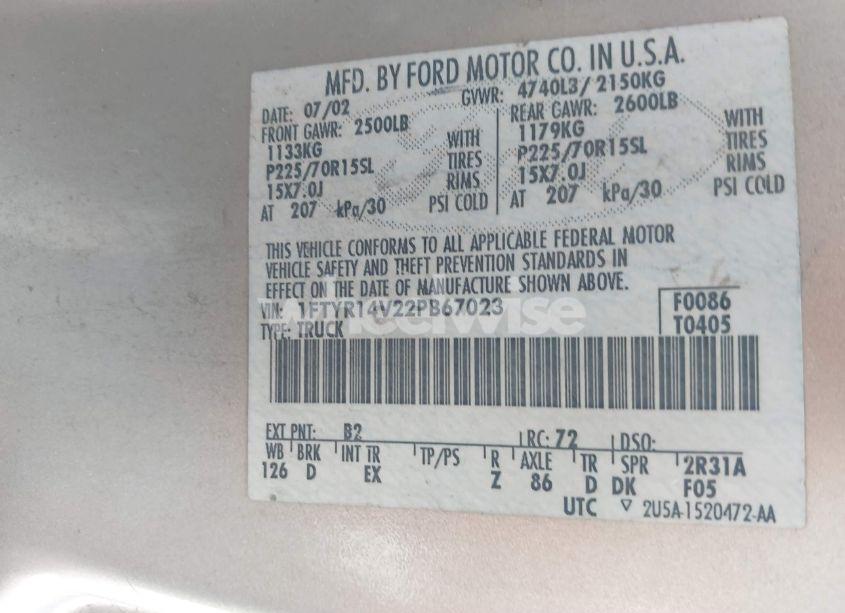 MFD. BY FORD MOTOR CO. IN U.S.A.
DATE: 07/02 GVWR: 4740LB/ 2150KG
FRONT GAWR: 2500LB REAR GAWR: 2600LB
1133KG WITH 1179KG WITH
P225/70R15SL TIRES P225/70R15SL TIRES
15X7.0J RIMS 15X7.0J RIMS
AT 207 kPa/30 PSI COLD AT 207 kPa/30 PSI COLD
THIS VEHICLE CONFORMS TO ALL APPLICABLE FEDERAL MOTOR
VEHICLE SAFETY AND THEFT PREVENTION STANDARDS IN
EFFECT ON THE DATE OF MANUFACTURE SHOWN ABOVE.
VIN: 1FTYR14V22PB67023 F0086
TYPE: TRUCK T0405
wheelwise
EXT PNT: B2 RC: 72 DSO:
WB BRK INT TR TP/PS R AXLE TR SPR 2R31A
126 D EX Z 86 D DK F05
UTC ▽ 2U5A-1520472-AA